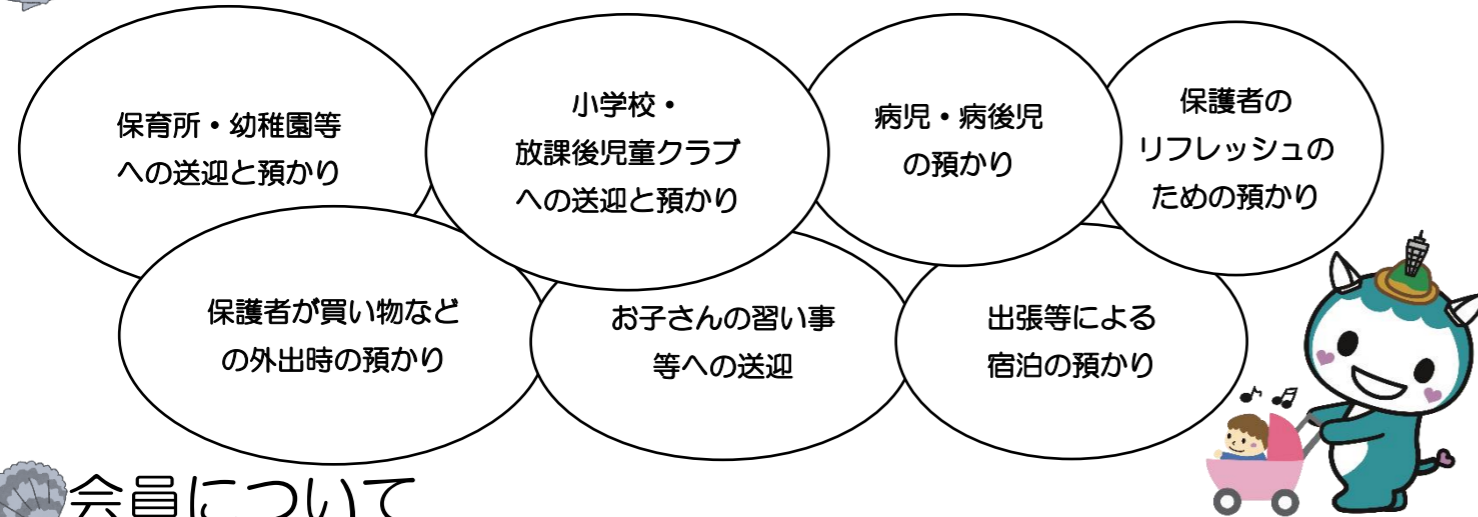 保育所・幼稚園等
への送迎と預かり
小学校・
放課後児童クラブ
への送迎と預かり
病児・病後児
の預かり
保護者の
リフレッシュの
ための預かり
保護者が買い物など
の外出時の預かり
お子さんの習い事
等への送迎
出張等による
宿泊の預かり
会員について